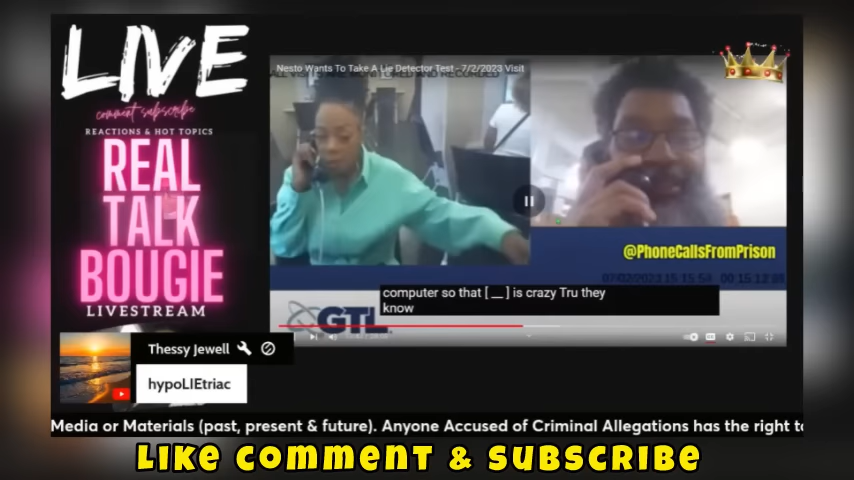 LIVE
comment subscribe
REACTIONS & HOT TOPICS
REAL
TALK
BOUGIE
LIVESTREAM
Nesto Wants To Take A Lie Detector Test - 7/2/2023 Visit
@PhoneCallsFromPrison
computer so that [ __ ] is crazy Tru they
know
GTL
Thessy Jewell
hypoLIEtriac
Media or Materials (past, present & future). Anyone Accused of Criminal Allegations has the right to
LIKE COMMENT & SUBSCRIBE